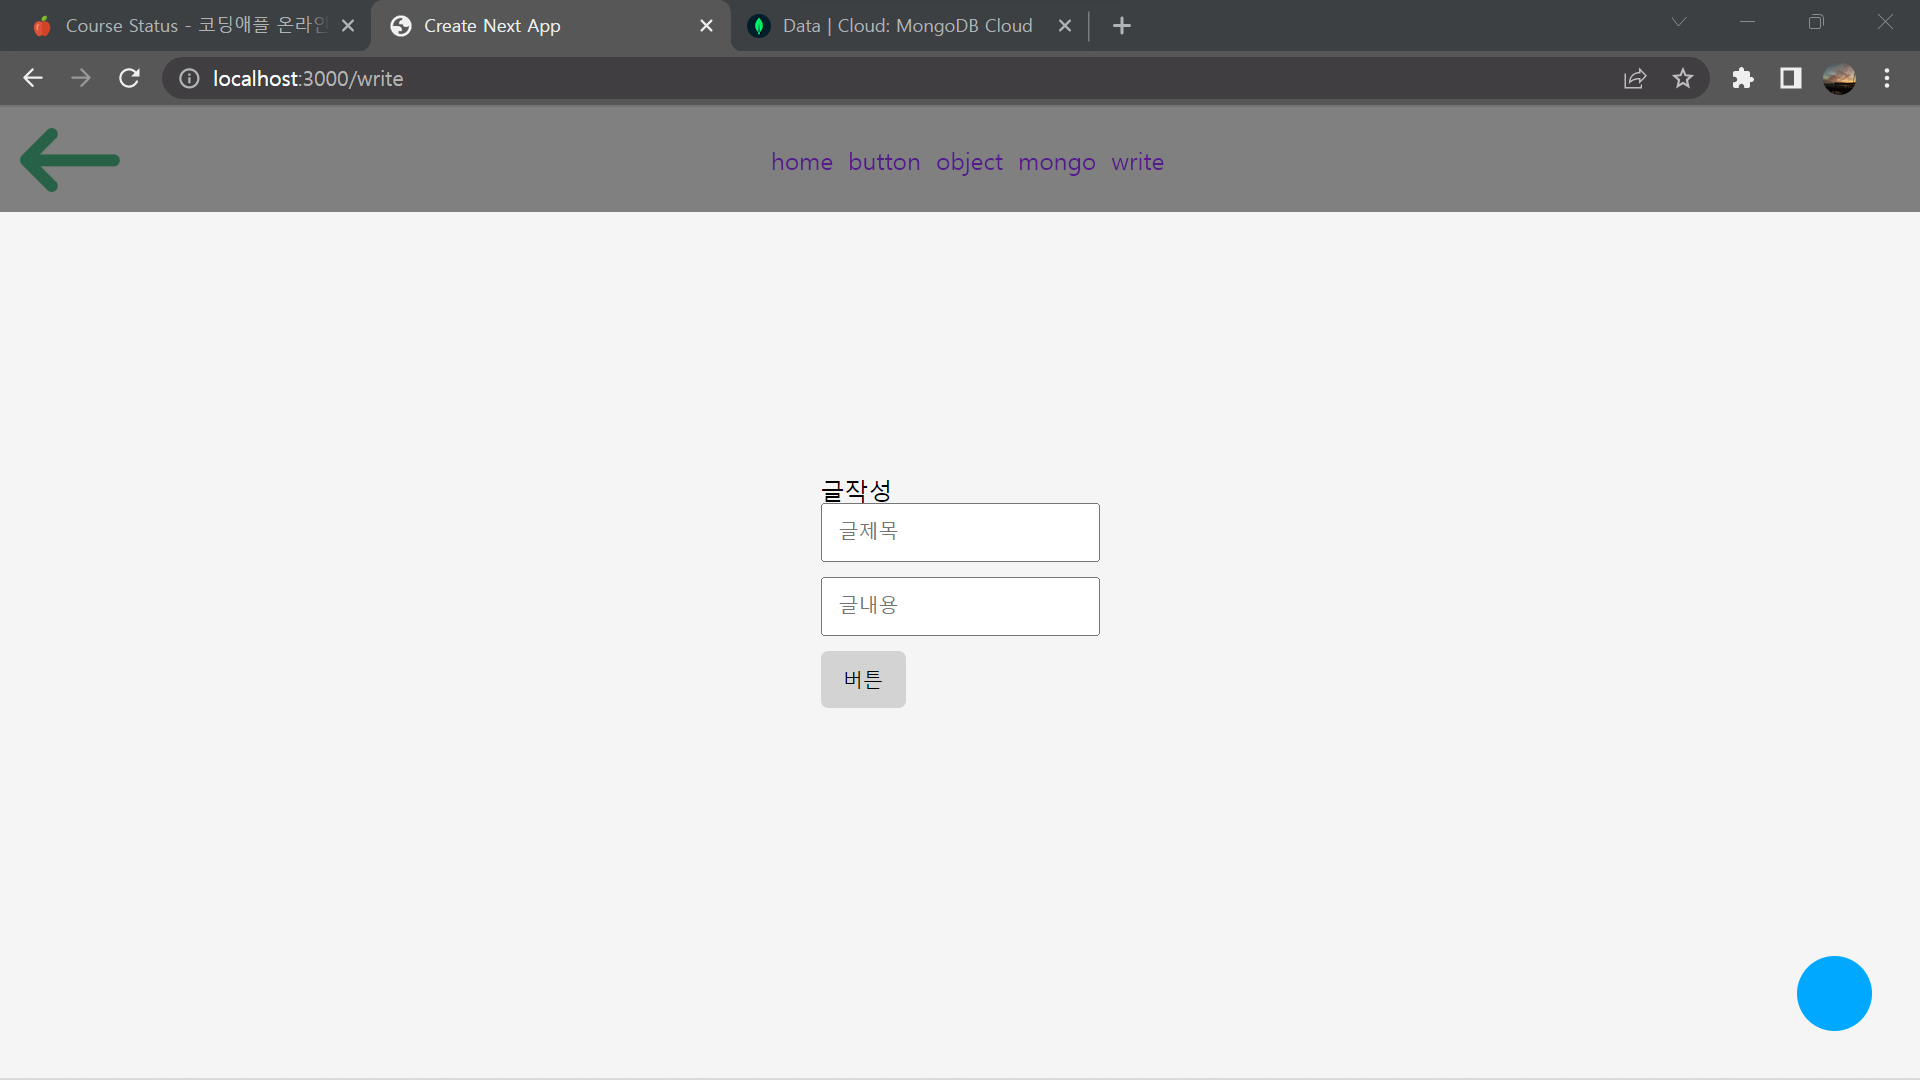 Course Status - 코딩애플 온라인
Create Next App
Data | Cloud: MongoDB Cloud
localhost:3000/write
home button object mongo write
글작성
글제목
글내용
버튼